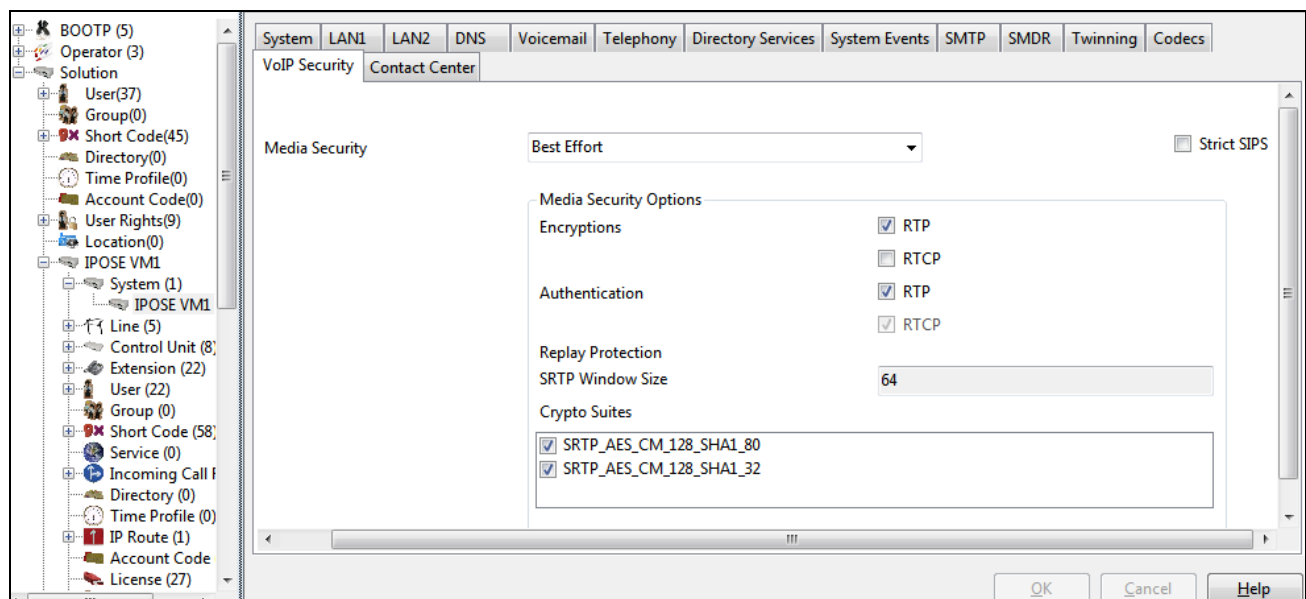 BOOTP (5)
Operator (3)
Solution
User(37)
Group(0)
Short Code(45)
Directory(0)
Time Profile(0)
Account Code(0)
User Rights(9)
Location(0)
IPOSE VM1
System (1)
IPOSE VM1
Line (5)
Control Unit (8)
Extension (22)
User (22)
Group (0)
Short Code (58)
Service (0)
Incoming Call
Directory (0)
Time Profile (0)
IP Route (1)
Account Code
License (27)
System LAN1 LAN2 DNS Voicemail Telephony Directory Services System Events SMTP SMDR Twinning Codecs
VoIP Security Contact Center
Media Security Best Effort Strict SIPS
Media Security Options
Encryptions RTP
RTCP
Authentication RTP
RTCP
Replay Protection
SRTP Window Size 64
Crypto Suites
SRTP_AES_CM_128_SHA1_80
SRTP_AES_CM_128_SHA1_32
OK Cancel Help